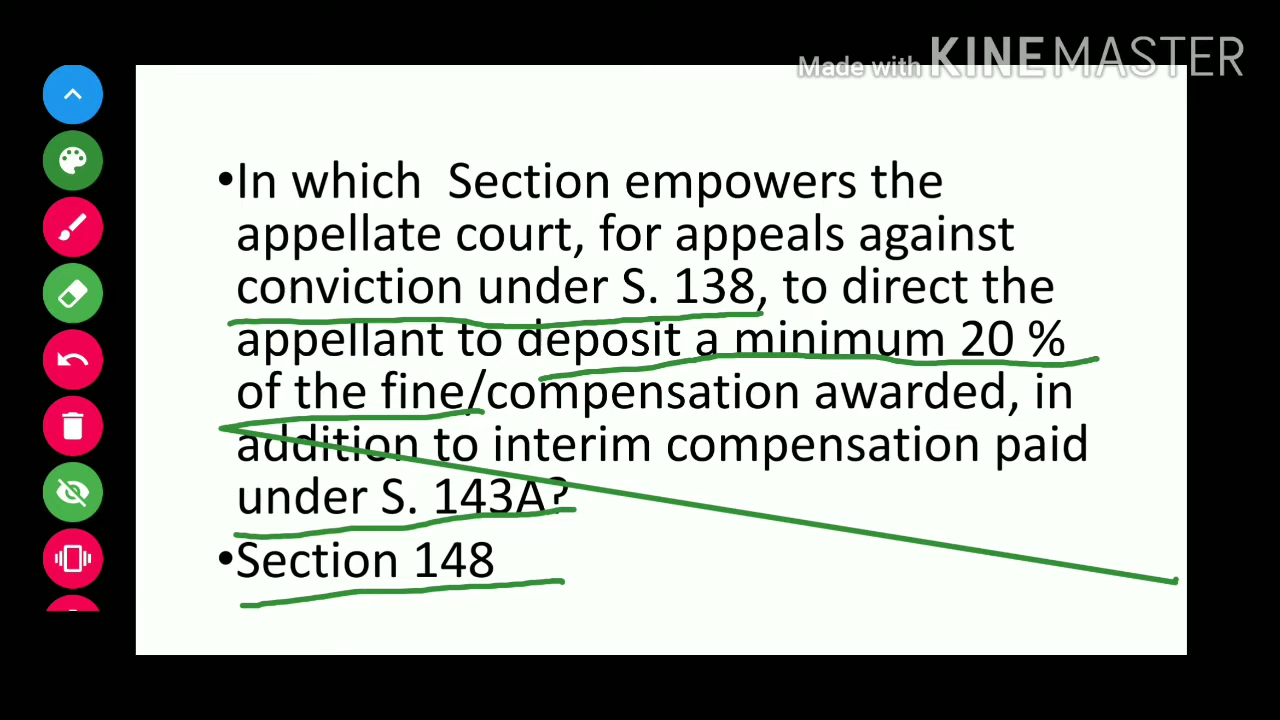 Made with KINEMASTER
•In which Section empowers the
appellate court, for appeals against
conviction under S. 138, to direct the
appellant to deposit a minimum 20 %
of the fine/compensation awarded, in
addition to interim compensation paid
under S. 143A?
•Section 148